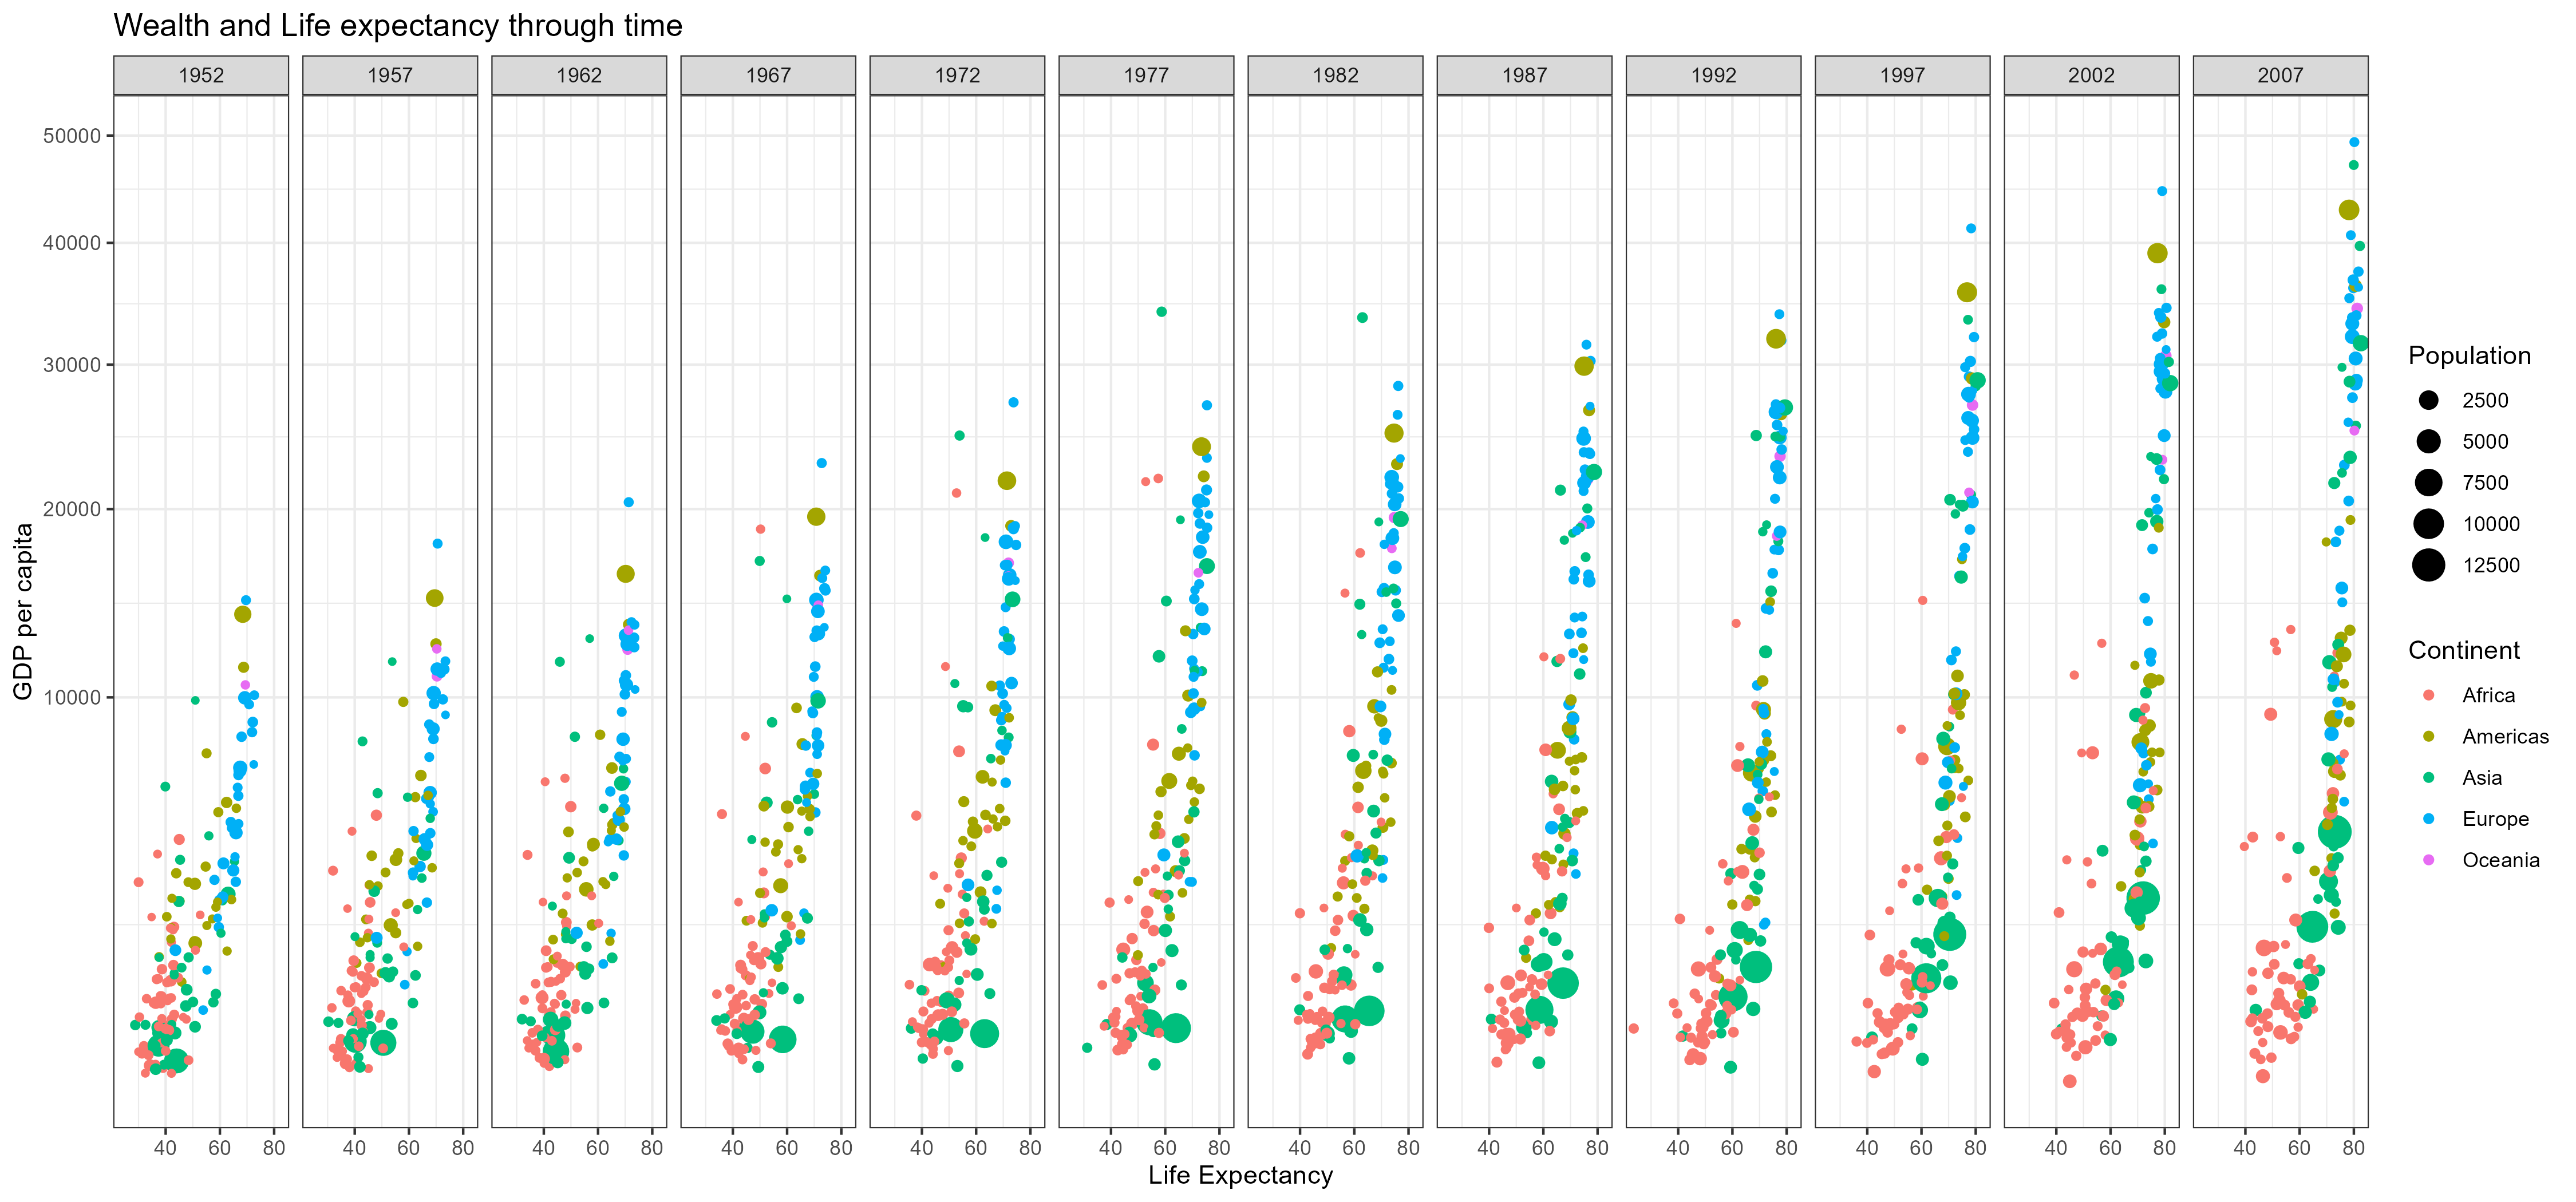 Wealth and Life expectancy through time
1952 1957 1962 1967 1972 1977 1982 1987 1992 1997 2002 2007
GDP per capita
50000
40000
30000
20000
10000
40 60 80 40 60 80 40 60 80 40 60 80 40 60 80 40 60 80 40 60 80 40 60 80 40 60 80 40 60 80 40 60 80 40 60 80
Life Expectancy
Population
2500
5000
7500
10000
12500
Continent
Africa
Americas
Asia
Europe
Oceania